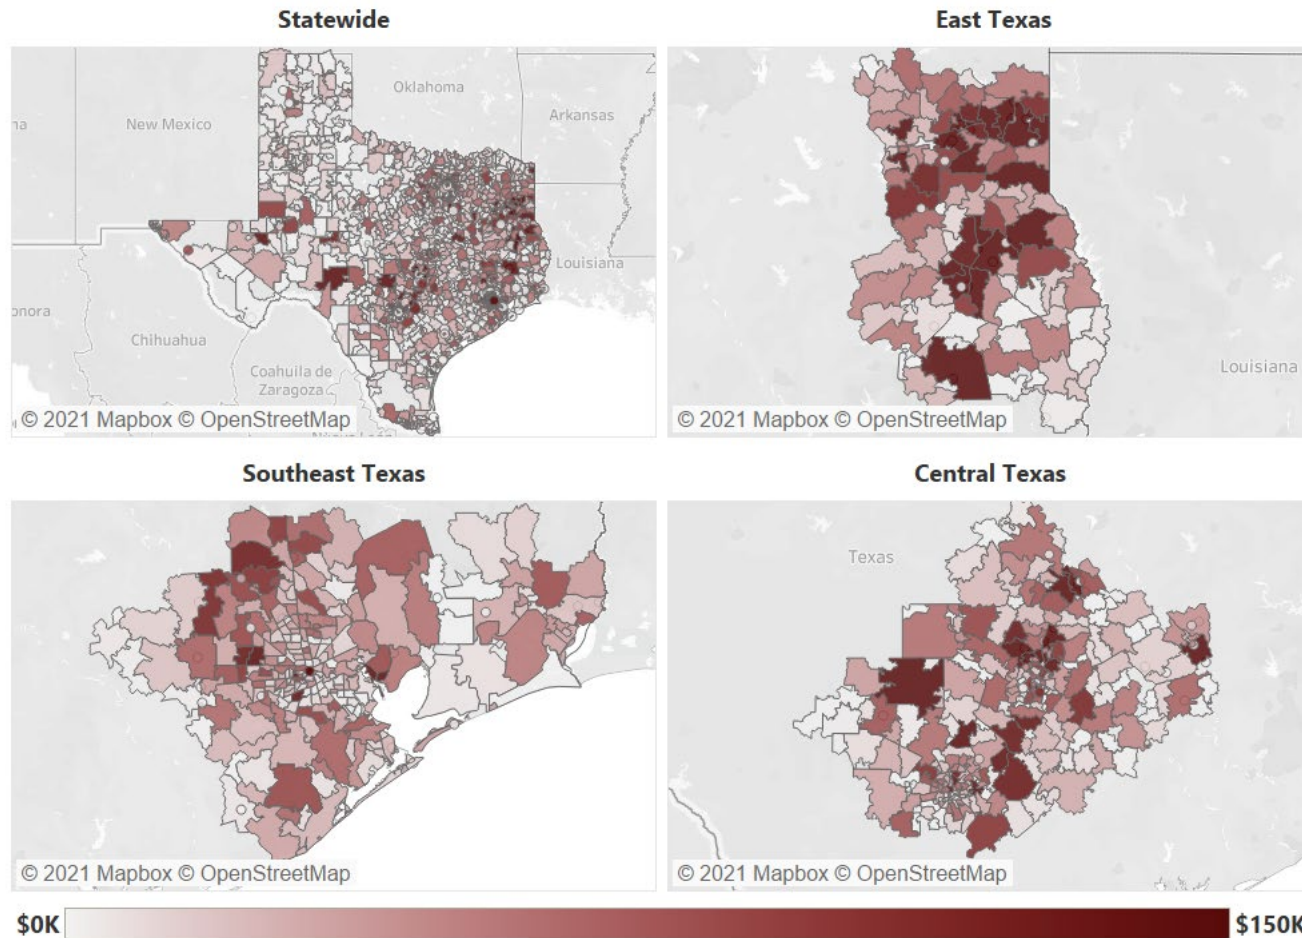 Statewide
East Texas
Oklahoma
Arkansas
New Mexico
Louisiana
Chihuahua
Coahuila de
Zaragoza
© 2021 Mapbox © OpenStreetMap
Louisiana
© 2021 Mapbox © OpenStreetMap
Southeast Texas
Central Texas
Texas
© 2021 Mapbox © OpenStreetMap
© 2021 Mapbox © OpenStreetMap
$0K
$150K